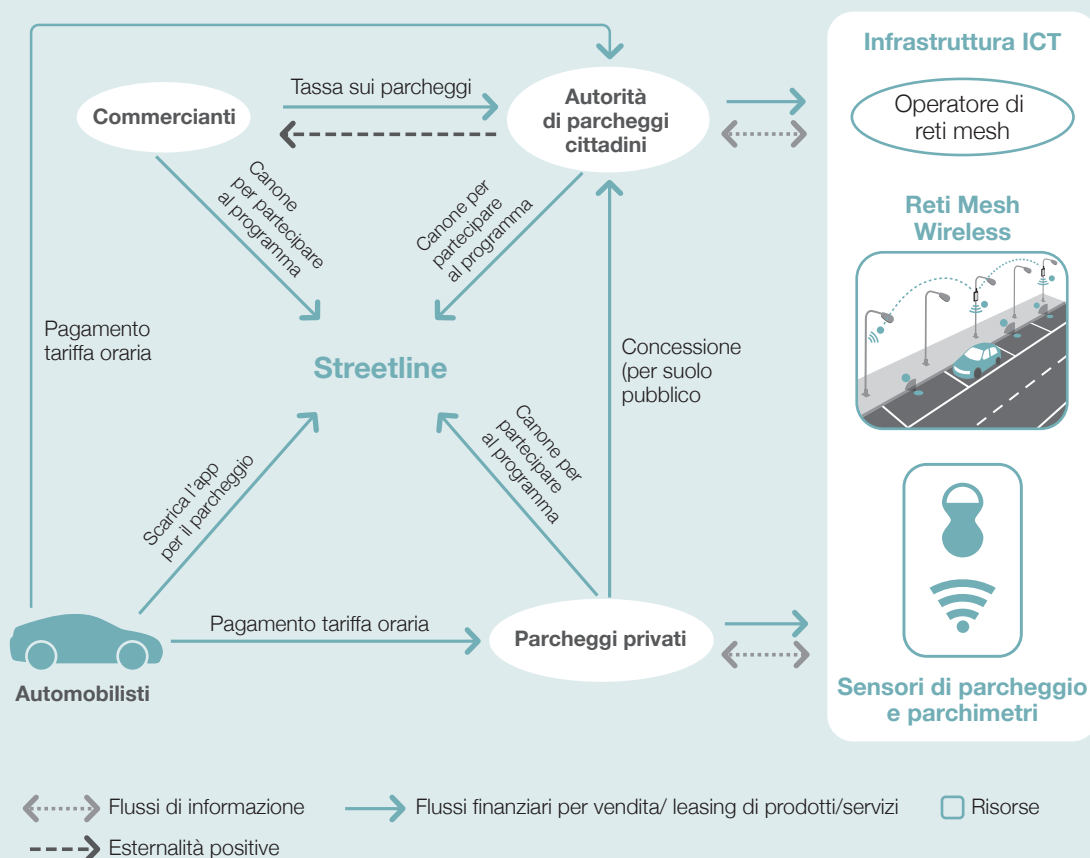 Infrastruttura ICT
Tassa sui parcheggi
Commercianti
Autorità
di parcheggi
cittadini
Operatore di
reti mesh
Canone
per partecipare
al programma
Canone per
partecipare
al programma
Reti Mesh
Wireless
Pagamento
tariffa oraria
Streetline
Concessione
(per suolo
pubblico
Scarica l'app
per il parcheggio
Canone per
partecipare
al programma
Pagamento tariffa oraria
Parcheggi privati
Automobilisti
Sensori di parcheggio
e parchimetri
Flussi di informazione
Flussi finanziari per vendita/ leasing di prodotti/servizi
Risorse
Esternalità positive